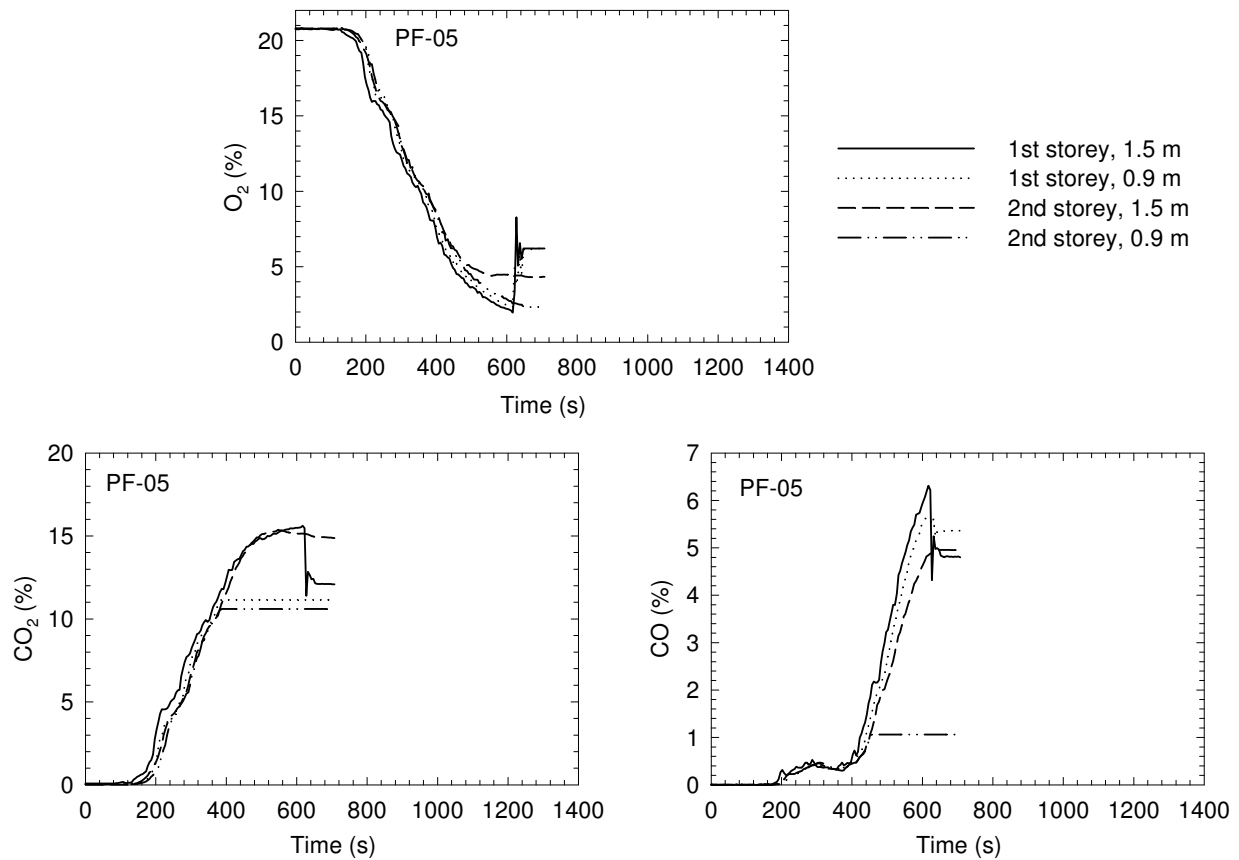 20
15
10
5
0
O₂ (%)
PF-05
0 200 400 600 800 1000 1200 1400
Time (s)
1st storey, 1.5 m
1st storey, 0.9 m
2nd storey, 1.5 m
2nd storey, 0.9 m
20
15
10
5
0
CO₂ (%)
PF-05
0 200 400 600 800 1000 1200 1400
Time (s)
7
6
5
4
3
2
1
0
CO (%)
PF-05
0 200 400 600 800 1000 1200 1400
Time (s)